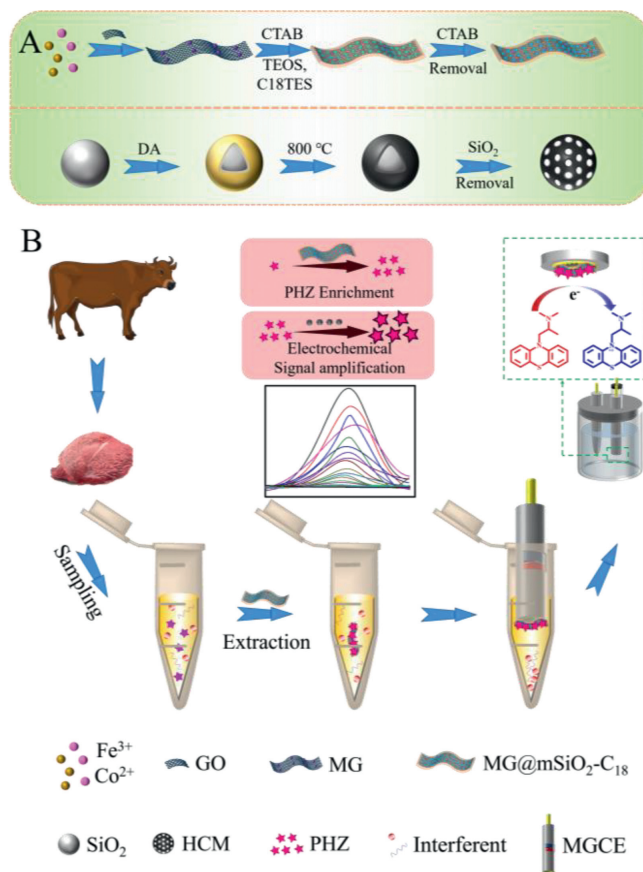 A
CTAB
TEOS,
C18TES
CTAB
Removal
DA
800 ℃
SiO₂
Removal
B
PHZ Enrichment
Electrochemical
Signal amplification
e⁻
N
N
S
N
N
S
Sampling
Extraction
Fe³⁺
Co²⁺
GO
MG
MG@mSiO₂-C₁₈
SiO₂
HCM
PHZ
Interferent
MGCE